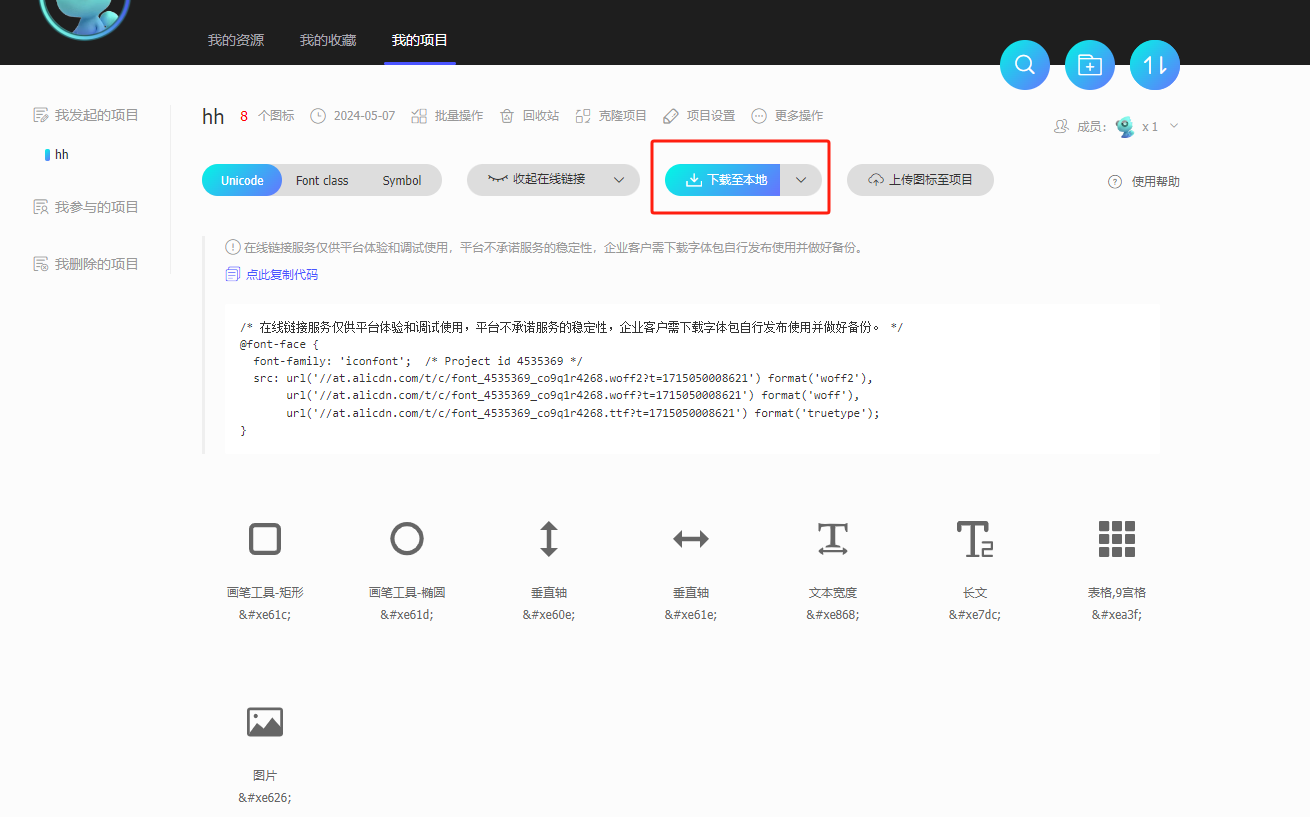 我的资源 我的收藏 我的项目
我发起的项目
hh
我参与的项目
我删除的项目
hh 8 个图标 2024-05-07 批量操作 回收站 克隆项目 项目设置 更多操作
成员: x 1
Unicode Font class Symbol 收起在线链接 下载至本地 上传图标至项目 使用帮助
在线链接服务仅供平台体验和调试使用，平台不承诺服务的稳定性，企业客户需下载字体包自行发布使用并做好备份。
点此复制代码
/* 在线链接服务仅供平台体验和调试使用，平台不承诺服务的稳定性，企业客户需下载字体包自行发布使用并做好备份。 */
@font-face {
  font-family: 'iconfont';  /* Project id 4535369 */
  src: url('//at.alicdn.com/t/c/font_4535369_co9q1r4268.woff2?t=1715050008621') format('woff2'),
       url('//at.alicdn.com/t/c/font_4535369_co9q1r4268.woff?t=1715050008621') format('woff'),
       url('//at.alicdn.com/t/c/font_4535369_co9q1r4268.ttf?t=1715050008621') format('truetype');
}
画笔工具-矩形 画笔工具-椭圆 垂直轴 垂直轴 文本宽度 长文 表格,9宫格
&#xe61c; &#xe61d; &#xe60e; &#xe61e; &#xe868; &#xe7dc; &#xea3f;
图片
&#xe626;